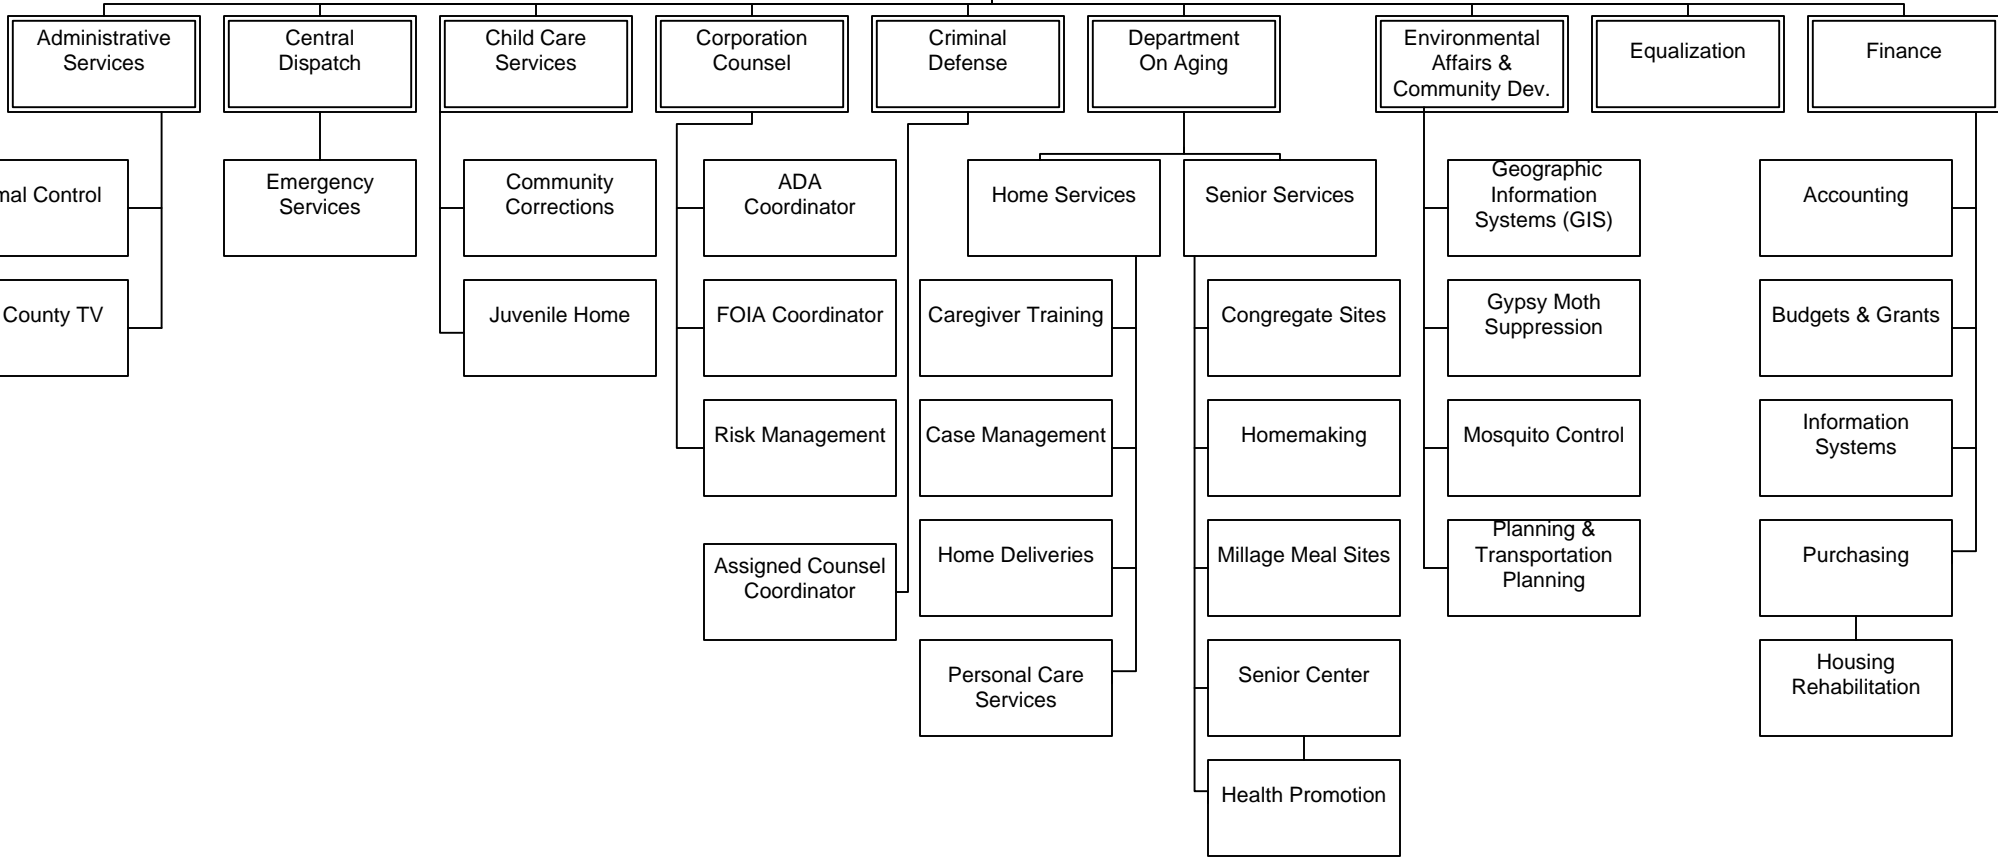 Administrative
Services
Central
Dispatch
Child Care
Services
Corporation
Counsel
Criminal
Defense
Department
On Aging
Environmental
Affairs &
Community Dev.
Equalization
Finance
Control
Emergency
Services
Community
Corrections
ADA
Coordinator
Home Services
Senior Services
Geographic
Information
Systems (GIS)
Accounting
County TV
Juvenile Home
FOIA Coordinator
Caregiver Training
Congregate Sites
Gypsy Moth
Suppression
Budgets & Grants
Risk Management
Case Management
Homemaking
Mosquito Control
Information
Systems
Assigned Counsel
Coordinator
Home Deliveries
Millage Meal Sites
Planning &
Transportation
Planning
Purchasing
Personal Care
Services
Senior Center
Housing
Rehabilitation
Health Promotion